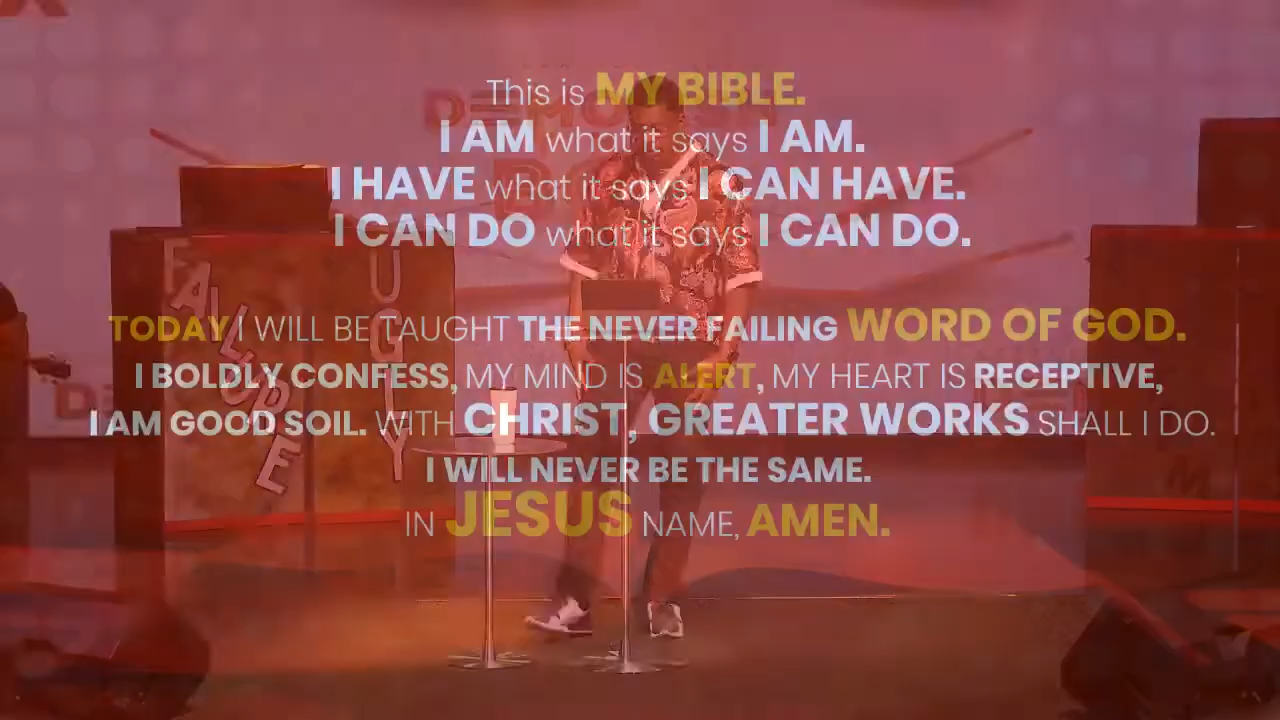 This is MY BIBLE.
I AM what it says I AM.
I HAVE what it says I CAN HAVE.
I CAN DO what it says I CAN DO.
TODAY I WILL BE TAUGHT THE NEVER FAILING WORD OF GOD.
I BOLDLY CONFESS, MY MIND IS ALERT, MY HEART IS RECEPTIVE,
I AM GOOD SOIL. WITH CHRIST, GREATER WORKS SHALL I DO.
I WILL NEVER BE THE SAME.
IN JESUS NAME, AMEN.
FAILURE
UGLY